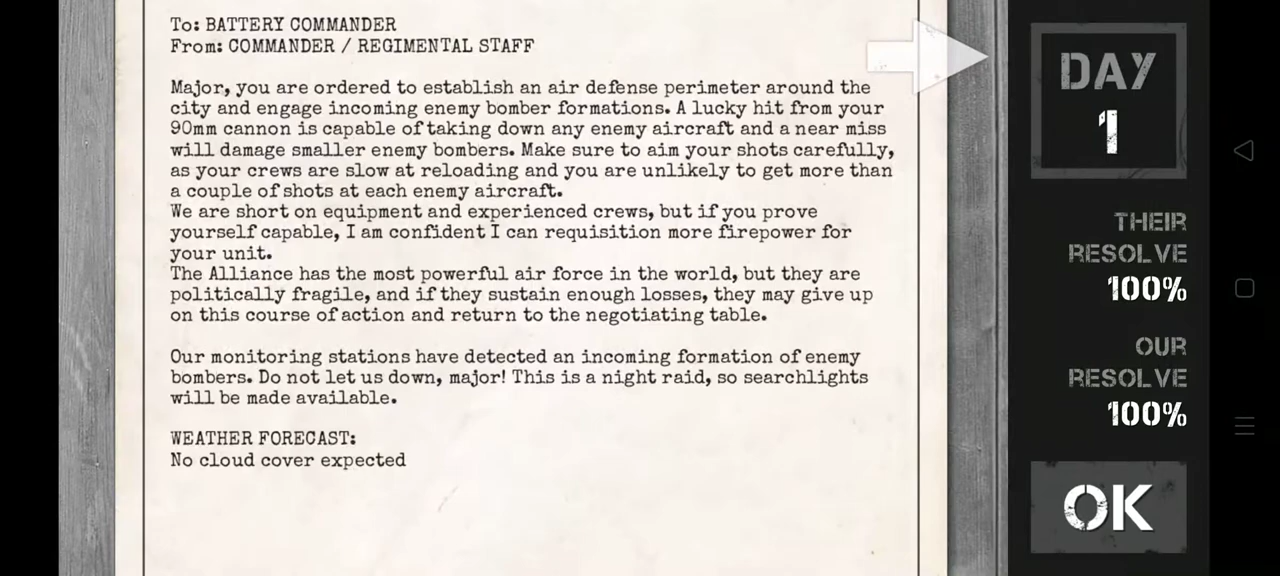 To: BATTERY COMMANDER
From: COMMANDER / REGIMENTAL STAFF
Major, you are ordered to establish an air defense perimeter around the
city and engage incoming enemy bomber formations. A lucky hit from your
90mm cannon is capable of taking down any enemy aircraft and a near miss
will damage smaller enemy bombers. Make sure to aim your shots carefully,
as your crews are slow at reloading and you are unlikely to get more than
a couple of shots at each enemy aircraft.
We are short on equipment and experienced crews, but if you prove
yourself capable, I am confident I can requisition more firepower for
your unit.
The Alliance has the most powerful air force in the world, but they are
politically fragile, and if they sustain enough losses, they may give up
on this course of action and return to the negotiating table.
Our monitoring stations have detected an incoming formation of enemy
bombers. Do not let us down, major! This is a night raid, so searchlights
will be made available.
WEATHER FORECAST:
No cloud cover expected
DAY
1
THEIR
RESOLVE
100%
OUR
RESOLVE
100%
OK